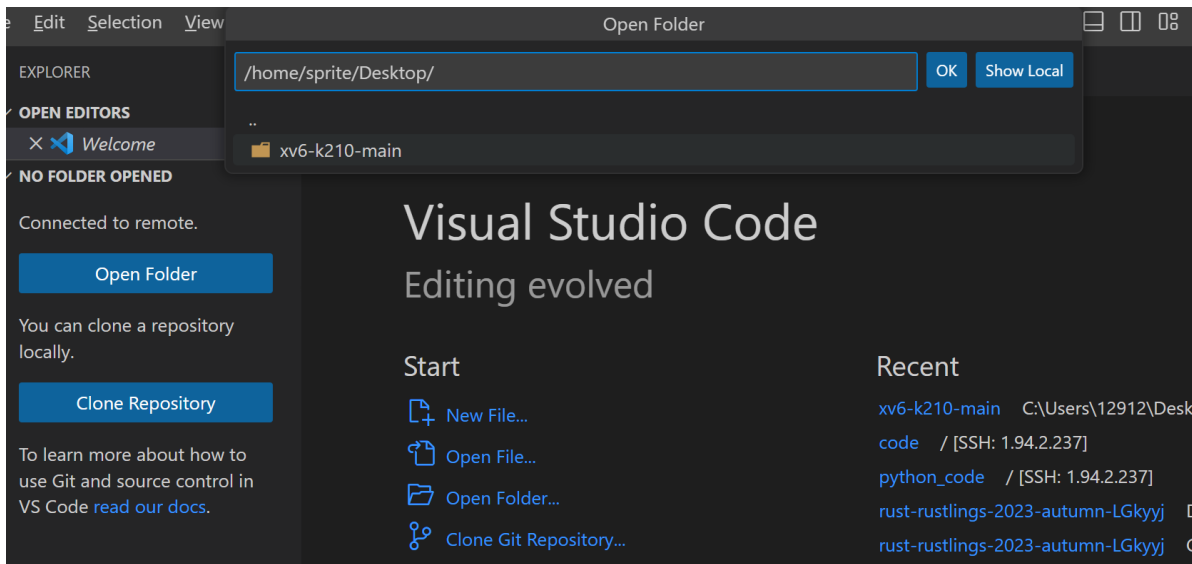 Edit Selection View
Open Folder
EXPLORER
/home/sprite/Desktop/
OK
Show Local
OPEN EDITORS
Welcome
..
xv6-k210-main
NO FOLDER OPENED
Connected to remote.
Open Folder
You can clone a repository
locally.
Clone Repository
To learn more about how to
use Git and source control in
VS Code read our docs.
Visual Studio Code
Editing evolved
Start
New File...
Open File...
Open Folder...
Clone Git Repository...
Recent
xv6-k210-main C:\Users\12912\Desk
code / [SSH: 1.94.2.237]
python_code / [SSH: 1.94.2.237]
rust-rustlings-2023-autumn-LGkyyj
rust-rustlings-2023-autumn-LGkyyj